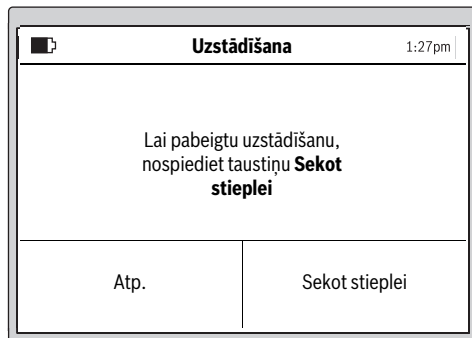 Uzstādīšana 1:27pm
Lai pabeigtu uzstādīšanu,
nospiediet taustiņu Sekot
stieplei
Atp. Sekot stieplei